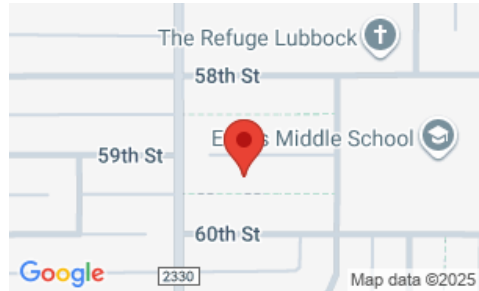 The Refuge Lubbock
58th St
E s Middle School
59th St
60th St
Google
2330
Map data ©2025